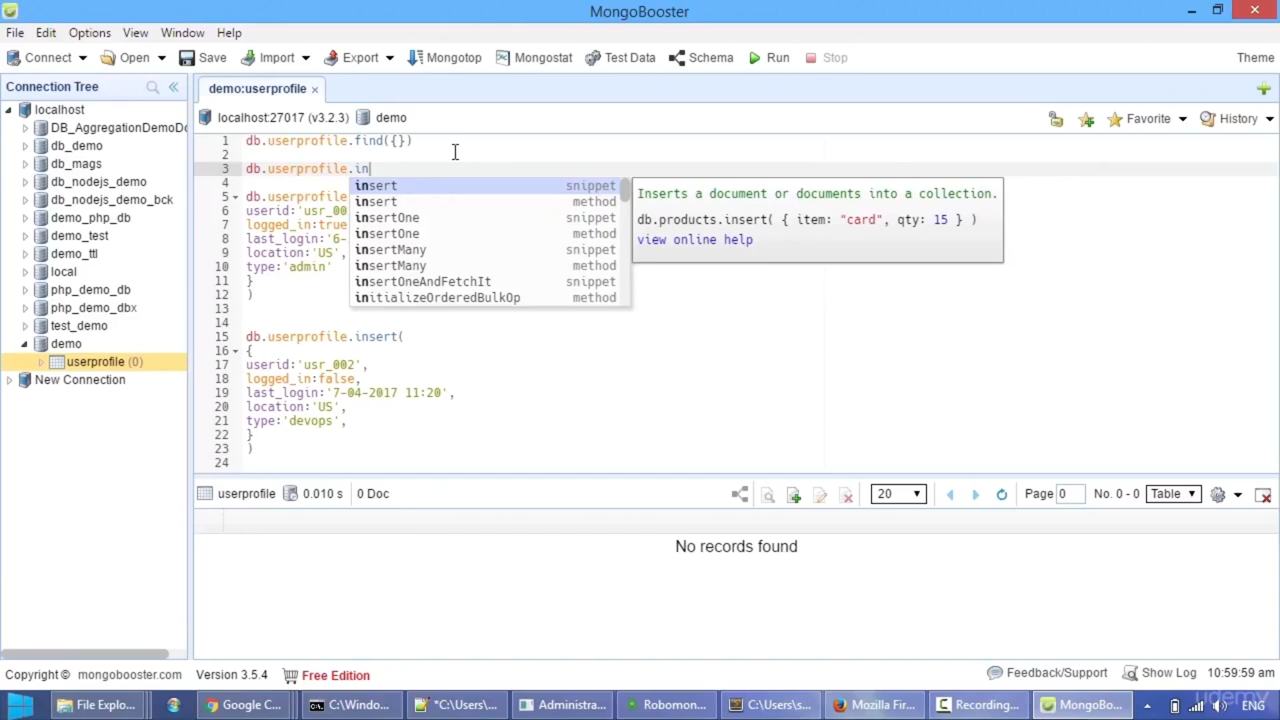 MongoBooster
File Edit Options View Window Help
Connect Open Save Import Export Mongotop Mongostat Test Data Schema Run Stop Theme
Connection Tree
localhost
DB_AggregationDemoDo
db_demo
db_mags
db_nodejs_demo
db_nodejs_demo_bck
demo_php_db
demo_test
demo_ttl
local
php_demo_db
php_demo_dbx
test_demo
demo
userprofile (0)
New Connection
demo:userprofile ×
localhost:27017 (v3.2.3) demo Favorite History
1 db.userprofile.find({})
2
3 db.userprofile.in
4
5 db.userprofile
6 userid:'usr_00
7 logged_in:true
8 last_login:'6-
9 location:'US',
10 type:'admin'
11 }
12 )
13
14
15 db.userprofile.insert(
16 {
17 userid:'usr_002',
18 logged_in:false,
19 last_login:'7-04-2017 11:20',
20 location:'US',
21 type:'devops',
22 }
23 )
24
insert snippet
insert method
insertOne snippet
insertOne method
insertMany snippet
insertMany method
insertOneAndFetchIt snippet
initializeOrderedBulkOp method
Inserts a document or documents into a collection.
db.products.insert( { item: "card", qty: 15 } )
view online help
userprofile 0.010 s 0 Doc 20 Page 0 No. 0 - 0 Table
No records found
Copyright © mongobooster.com Version 3.5.4 Free Edition Feedback/Support Show Log 10:59:59 am
File Explo... Google C... C:\Windo... *C:\Users\... Administra... Robomon... C:\Users\s... Mozilla Fir... Recording... MongoBo... ENG
udemy